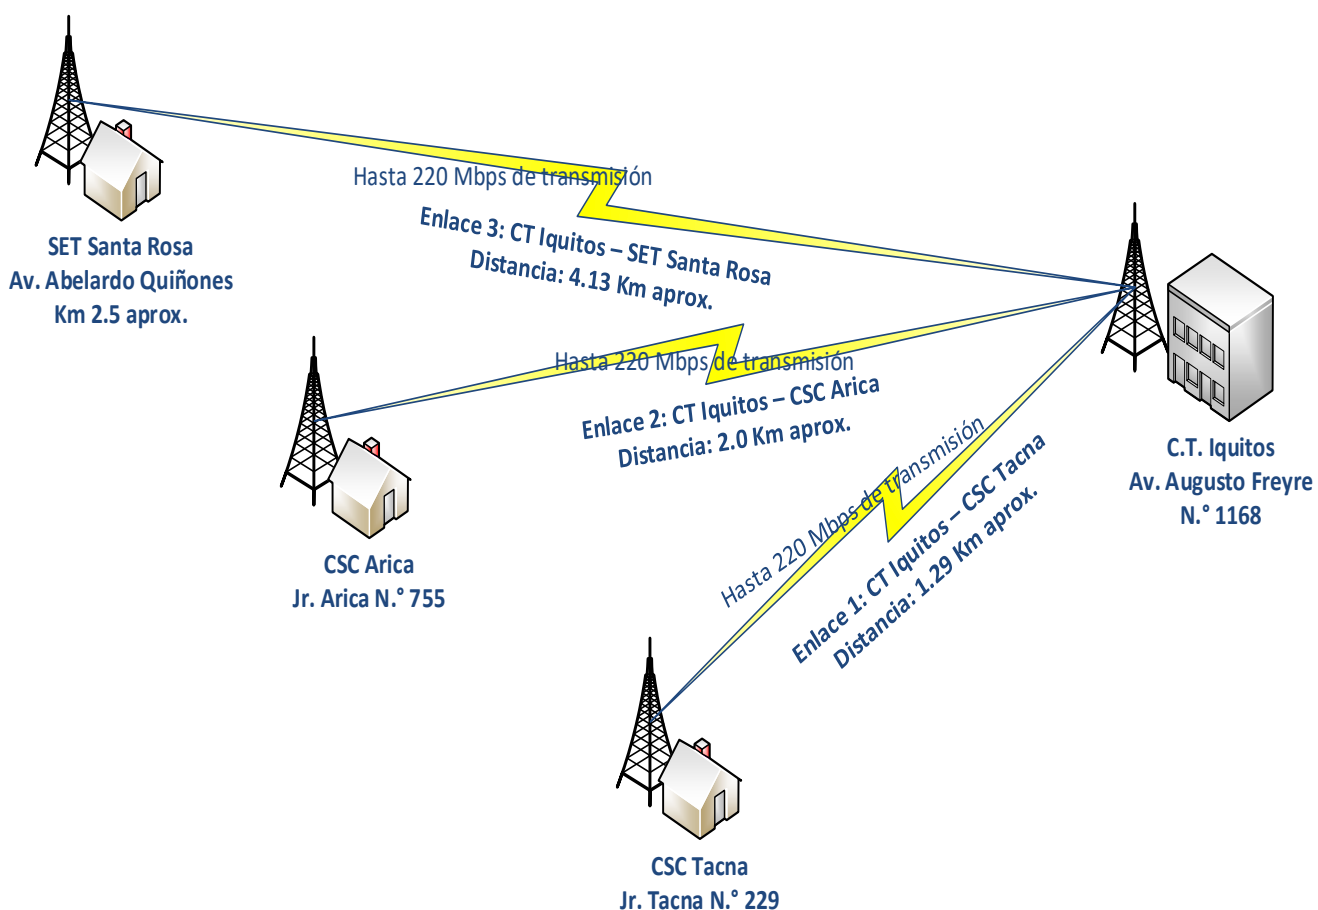 Hasta 220 Mbps de transmisión
Enlace 3: CT Iquitos – SET Santa Rosa
Distancia: 4.13 Km aprox.
SET Santa Rosa
Av. Abelardo Quiñones
Km 2.5 aprox.
Hasta 220 Mbps de transmisión
Enlace 2: CT Iquitos – CSC Arica
Distancia: 2.0 Km aprox.
C.T. Iquitos
Av. Augusto Freyre
N.° 1168
Hasta 220 Mbps de transmisión
Enlace 1: CT Iquitos – CSC Tacna
Distancia: 1.29 Km aprox.
CSC Arica
Jr. Arica N.° 755
CSC Tacna
Jr. Tacna N.° 229